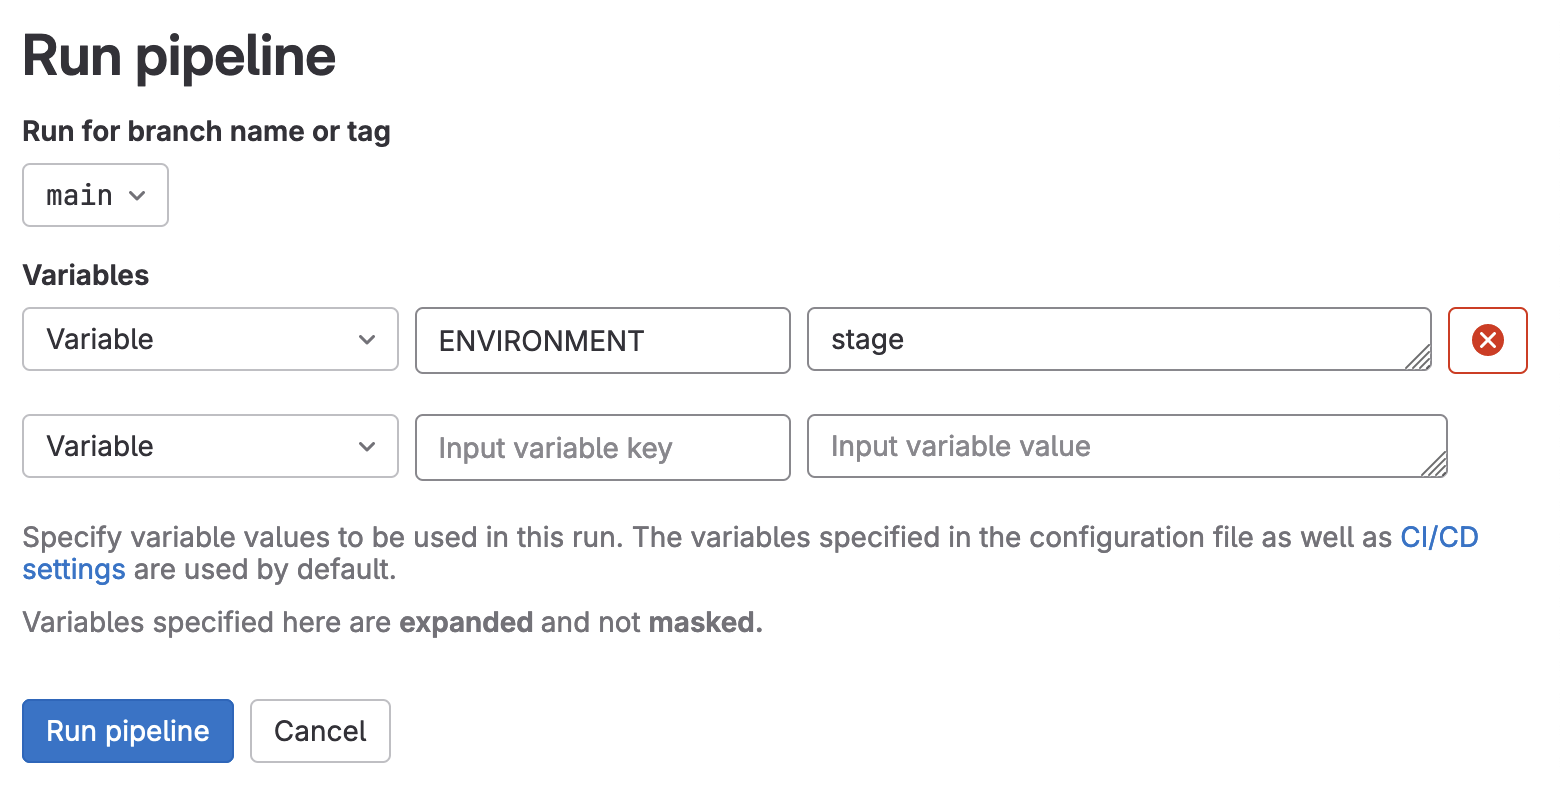 Run pipeline
Run for branch name or tag
main
Variables
Variable ENVIRONMENT stage
Variable Input variable key Input variable value
Specify variable values to be used in this run. The variables specified in the configuration file as well as CI/CD
settings are used by default.
Variables specified here are expanded and not masked.
Run pipeline Cancel